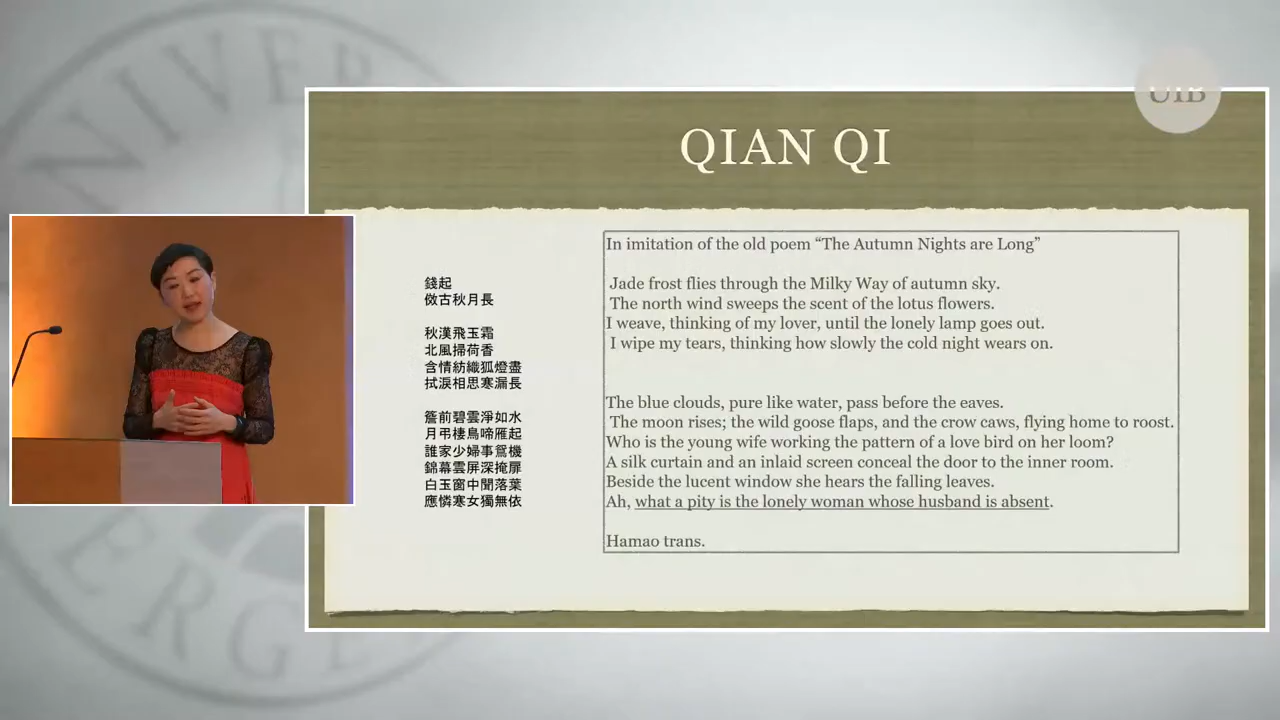 UIB
QIAN QI
錢起
倣古秋月長
秋漢飛玉霜
北風掃荷香
含情紡織狐燈盡
拭淚相思寒漏長
簷前碧雲淨如水
月弔棲鳥啼雁起
誰家少婦事鴛機
錦幕雲屏深掩扉
白玉窗中聞落葉
應憐寒女獨無依
In imitation of the old poem “The Autumn Nights are Long”
Jade frost flies through the Milky Way of autumn sky.
The north wind sweeps the scent of the lotus flowers.
I weave, thinking of my lover, until the lonely lamp goes out.
I wipe my tears, thinking how slowly the cold night wears on.
The blue clouds, pure like water, pass before the eaves.
The moon rises; the wild goose flaps, and the crow caws, flying home to roost.
Who is the young wife working the pattern of a love bird on her loom?
A silk curtain and an inlaid screen conceal the door to the inner room.
Beside the lucent window she hears the falling leaves.
Ah, what a pity is the lonely woman whose husband is absent.
Hamao trans.